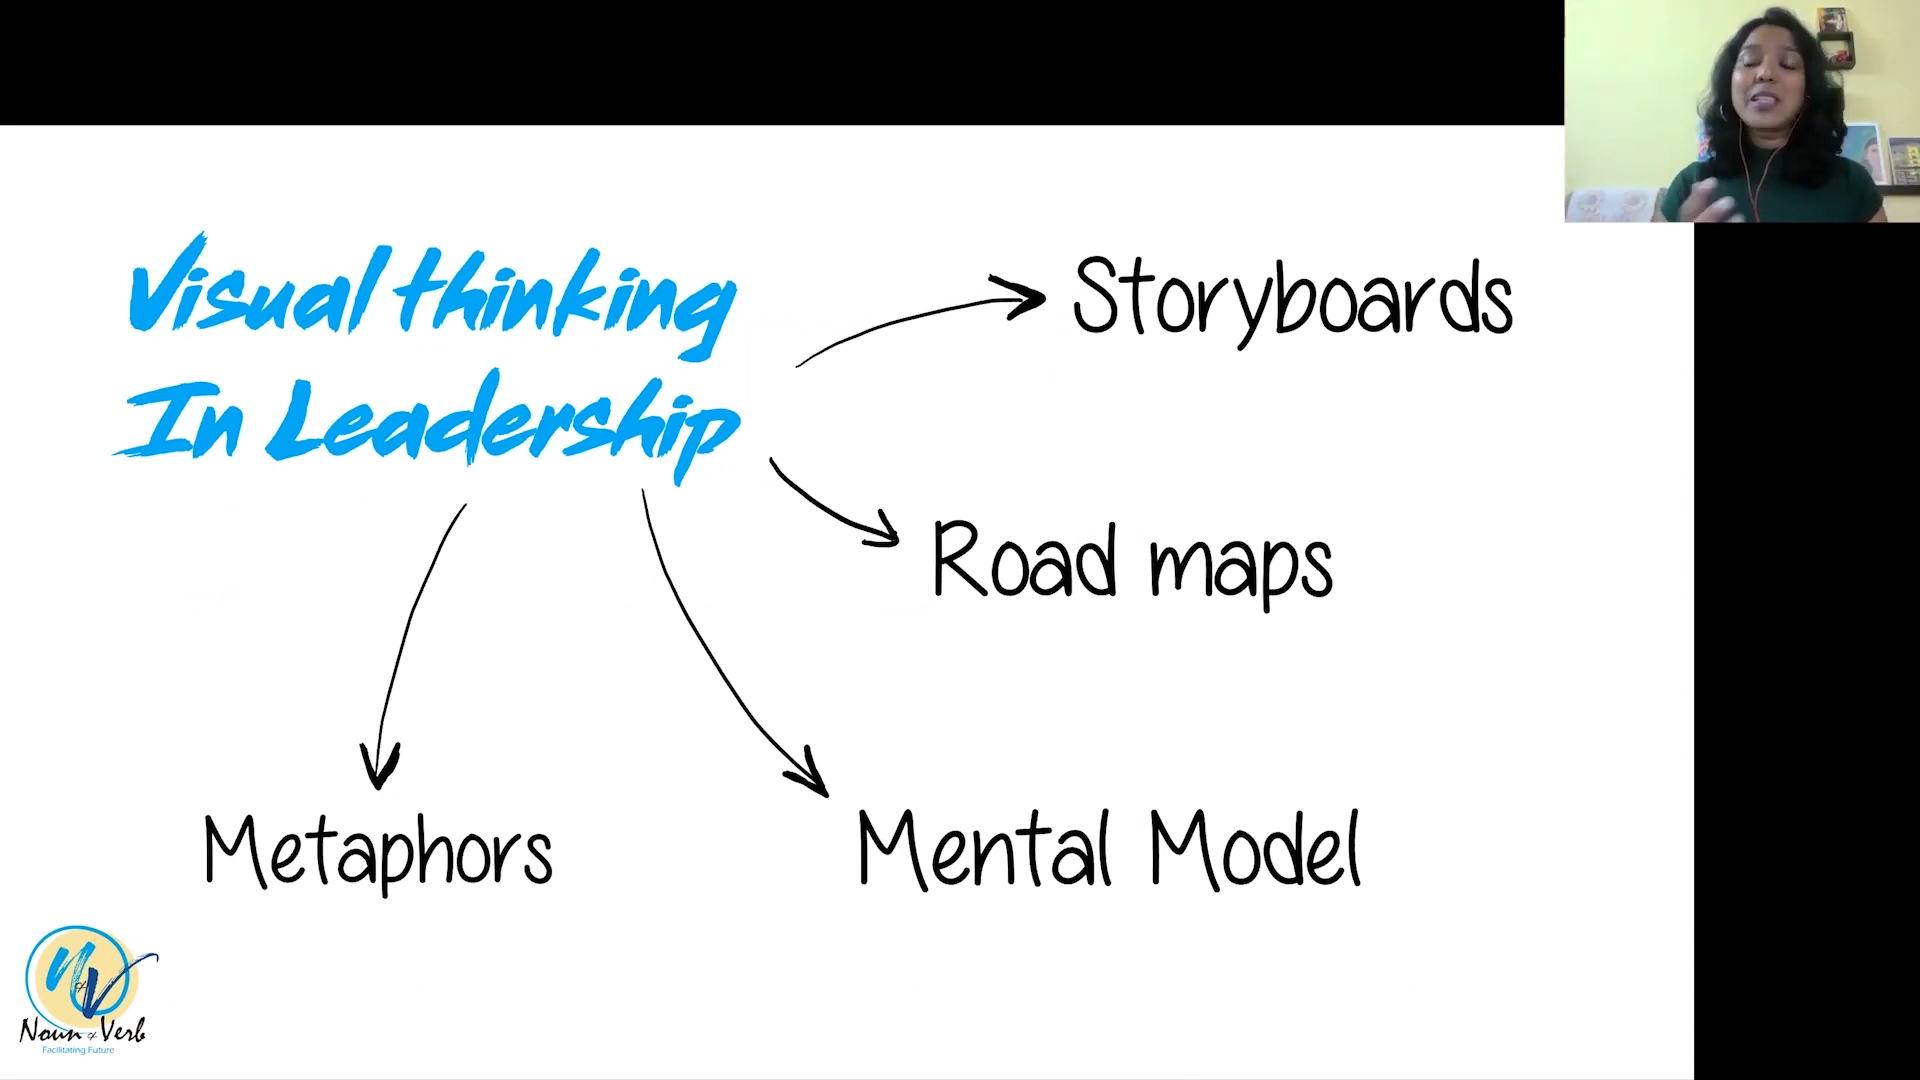 Visual thinking
In Leadership
Storyboards
Road maps
Metaphors
Mental Model
n&V
Noun & Verb
Facilitating Future